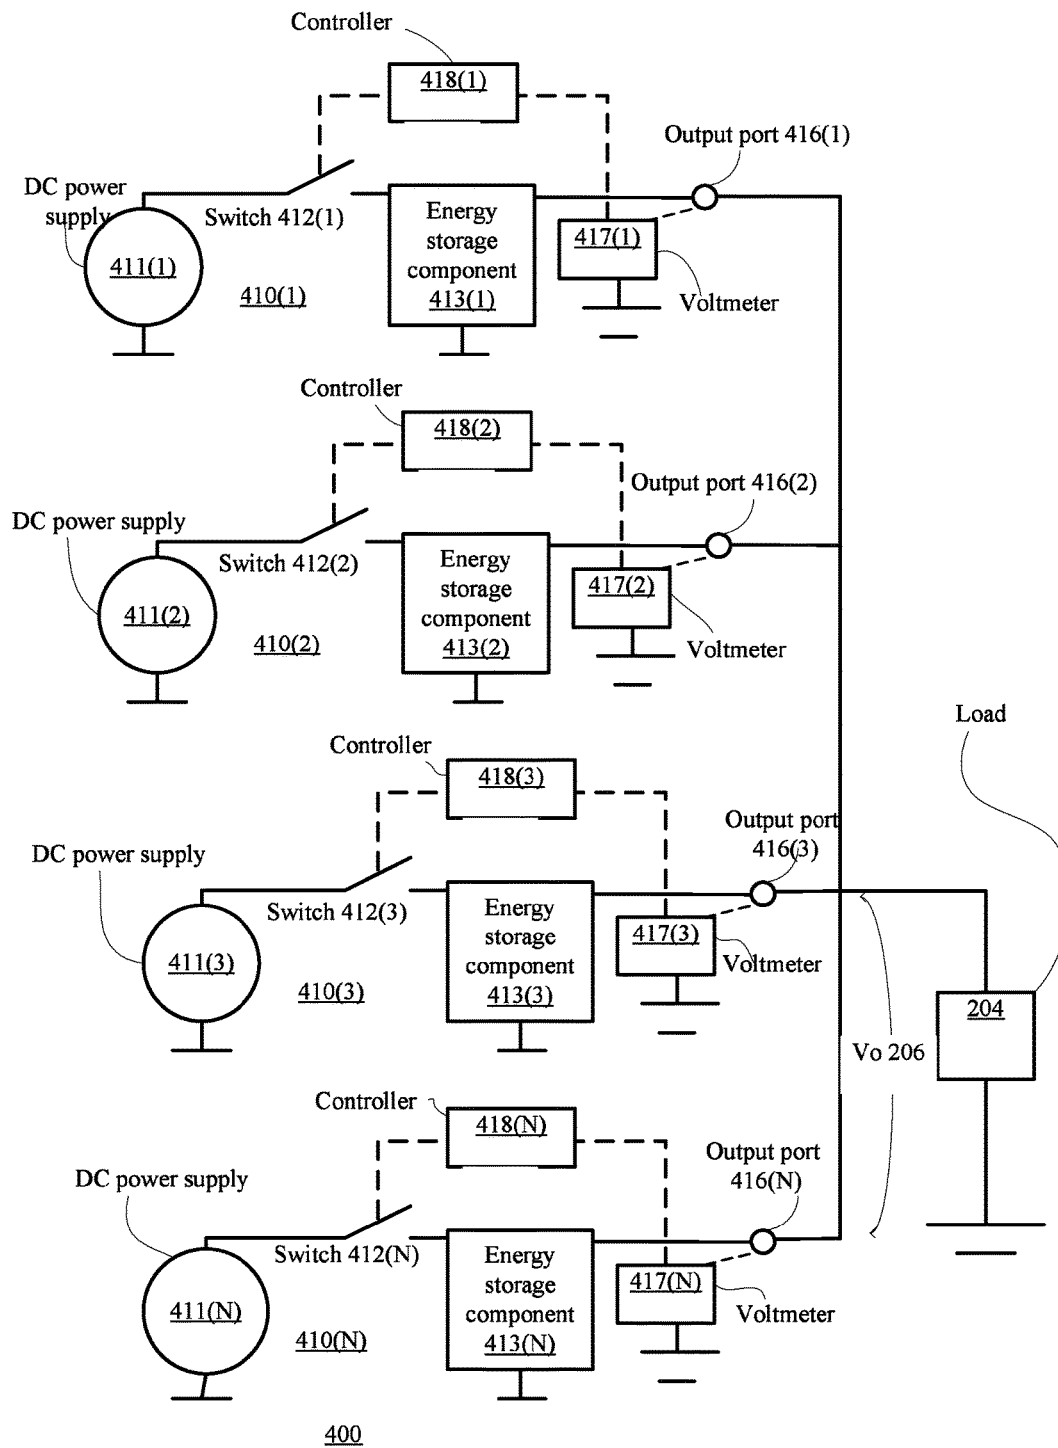 Controller
418(1)
Output port 416(1)
DC power
supply
Switch 412(1)
Energy
storage
component
413(1)
417(1)
411(1)
410(1)
Voltmeter
Controller
418(2)
Output port 416(2)
DC power supply
Switch 412(2)
Energy
storage
component
413(2)
417(2)
411(2)
410(2)
Voltmeter
Load
Controller
418(3)
Output port
416(3)
DC power supply
Switch 412(3)
Energy
storage
component
413(3)
417(3)
411(3)
410(3)
Voltmeter
204
Vo 206
Controller
418(N)
Output port
416(N)
DC power supply
Switch 412(N)
Energy
storage
component
413(N)
417(N)
411(N)
410(N)
Voltmeter
400